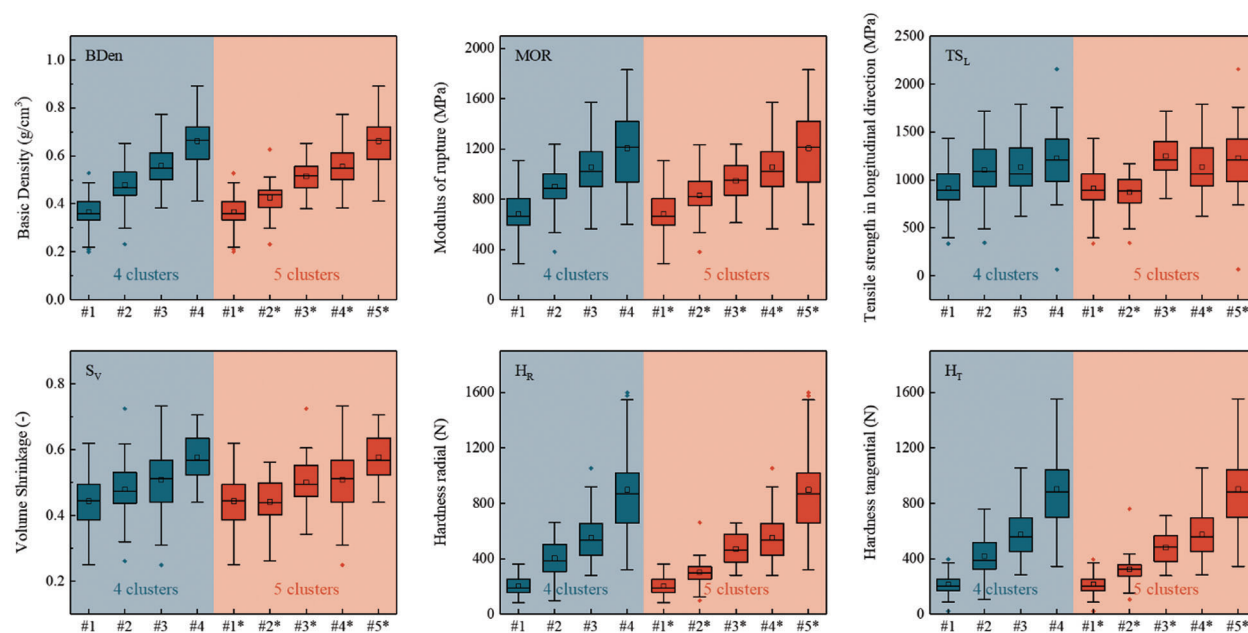 BDen
Basic Density (g/cm³)
1.0
0.8
0.6
0.4
0.2
0.0
4 clusters
5 clusters
#1 #2 #3 #4 #1* #2* #3* #4* #5*
MOR
Modulus of rupture (MPa)
2000
1600
1200
800
400
0
4 clusters
5 clusters
#1 #2 #3 #4 #1* #2* #3* #4* #5*
TS_L
Tensile strength in longitudinal direction (MPa)
2500
2000
1500
1000
500
0
4 clusters
5 clusters
#1 #2 #3 #4 #1* #2* #3* #4* #5*
S_V
Volume Shrinkage (-)
0.8
0.6
0.4
0.2
4 clusters
5 clusters
#1 #2 #3 #4 #1* #2* #3* #4* #5*
H_R
Hardness radial (N)
1600
1200
800
400
0
4 clusters
5 clusters
#1 #2 #3 #4 #1* #2* #3* #4* #5*
H_T
Hardness tangential (N)
1600
1200
800
400
0
4 clusters
5 clusters
#1 #2 #3 #4 #1* #2* #3* #4* #5*